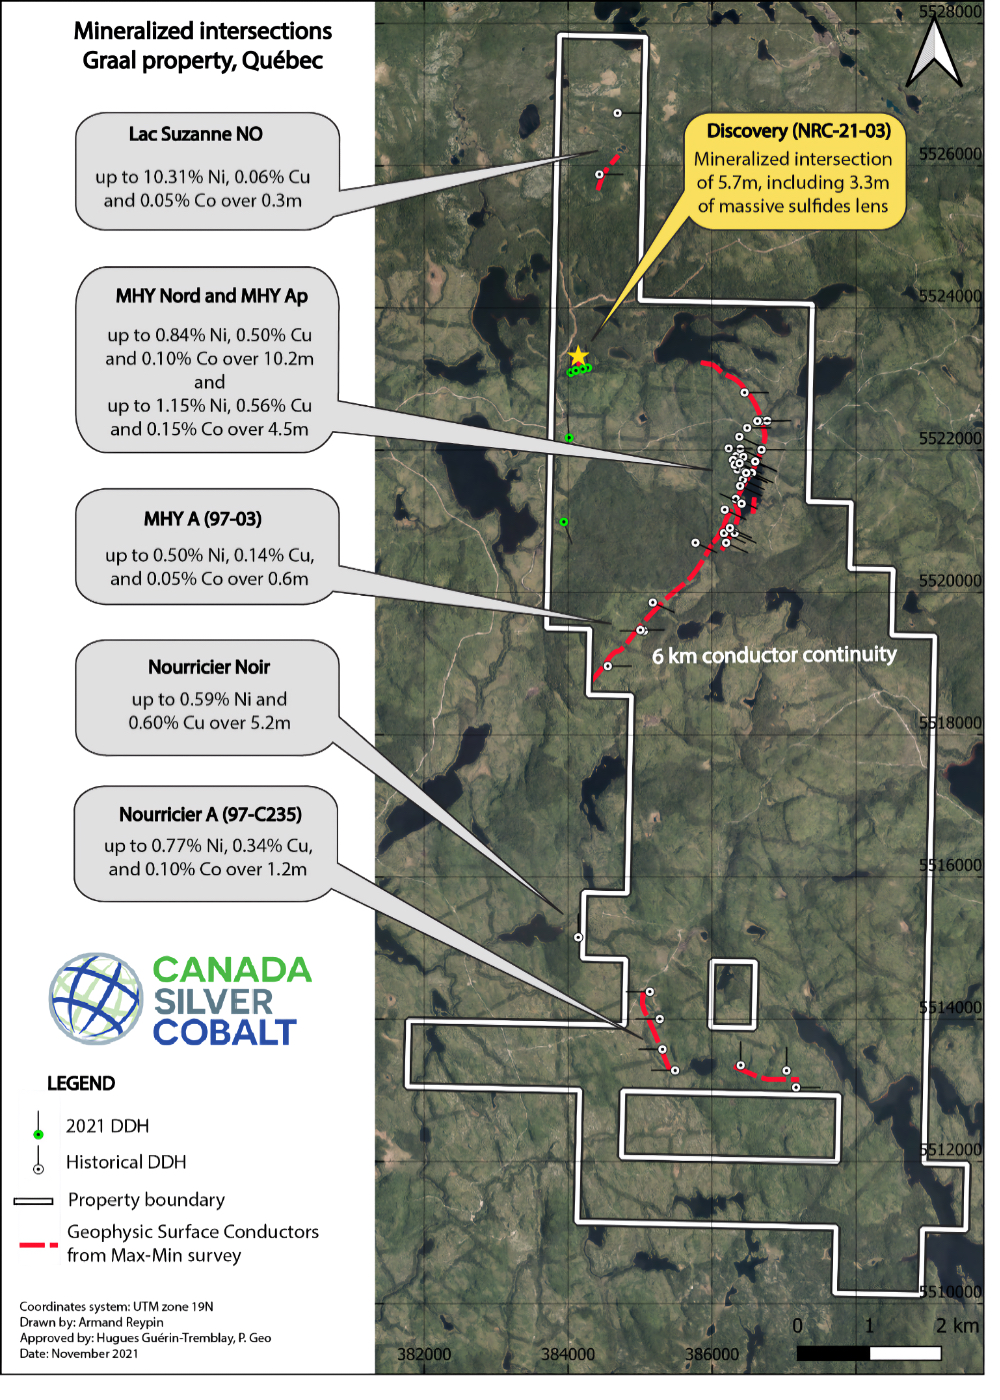 Mineralized intersections
Graal property, Québec
Lac Suzanne NO
up to 10.31% Ni, 0.06% Cu
and 0.05% Co over 0.3m
Discovery (NRC-21-03)
Mineralized intersection
of 5.7m, including 3.3m
of massive sulfides lens
MHY Nord and MHY Ap
up to 0.84% Ni, 0.50% Cu
and 0.10% Co over 10.2m
and
up to 1.15% Ni, 0.56% Cu
and 0.15% Co over 4.5m
MHY A (97-03)
up to 0.50% Ni, 0.14% Cu,
and 0.05% Co over 0.6m
Nourricier Noir
up to 0.59% Ni and
0.60% Cu over 5.2m
Nourricier A (97-C235)
up to 0.77% Ni, 0.34% Cu,
and 0.10% Co over 1.2m
6 km conductor continuity
CANADA
SILVER
COBALT
LEGEND
2021 DDH
Historical DDH
Property boundary
Geophysic Surface Conductors
from Max-Min survey
Coordinates system: UTM zone 19N
Drawn by: Armand Reypin
Approved by: Hugues Guérin-Tremblay, P. Geo
Date: November 2021
5528000
5526000
5524000
5522000
5520000
5518000
5516000
5514000
5512000
5510000
382000
384000
386000
0 1 2 km